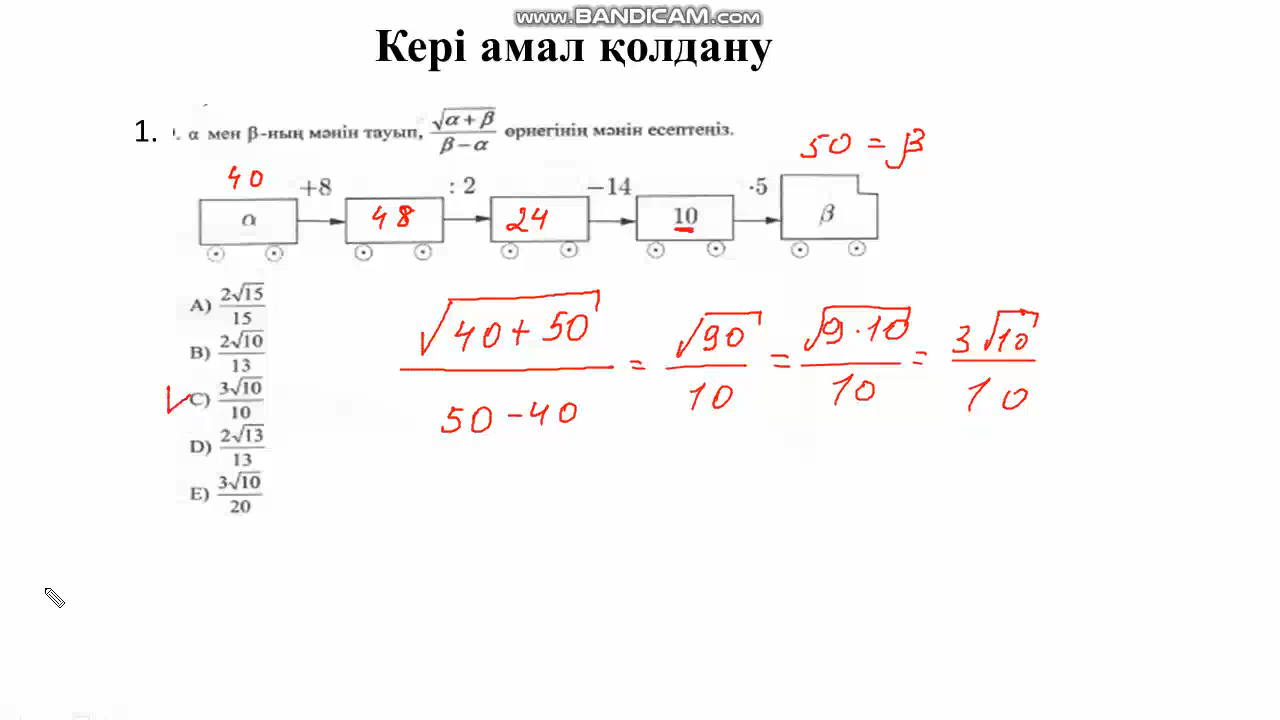 www.BANDICAM.com
Кері амал қолдану
1. α мен β-ның мәнін тауып, √(α + β) / (β − α) өрнегінің мәнін есептеңіз.
50 = β
40 +8 : 2 −14 ·5
α 48 24 10 β
A) 2√15 / 15
B) 2√10 / 13
C) 3√10 / 10
D) 2√13 / 13
E) 3√10 / 20
√(40 + 50) / (50 − 40) = √90 / 10 = √(9 · 10) / 10 = 3√10 / 10